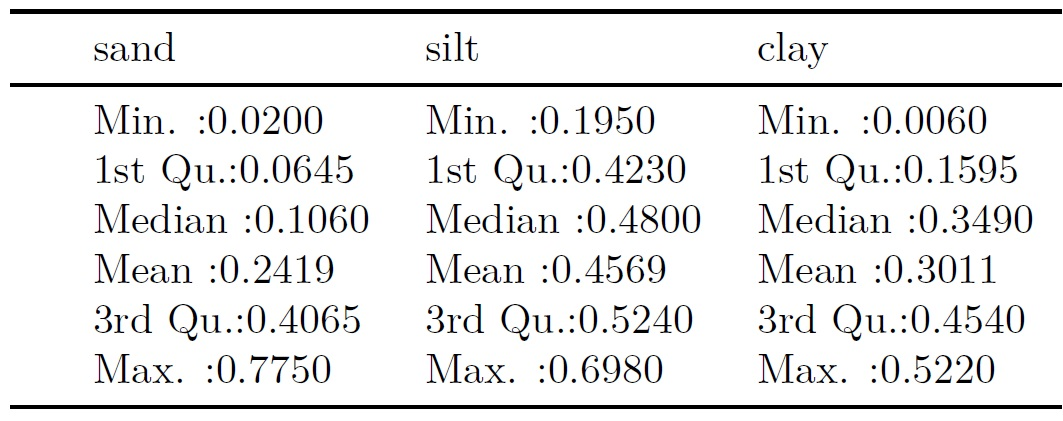 sand silt clay
Min. :0.0200 Min. :0.1950 Min. :0.0060
1st Qu.:0.0645 1st Qu.:0.4230 1st Qu.:0.1595
Median :0.1060 Median :0.4800 Median :0.3490
Mean :0.2419 Mean :0.4569 Mean :0.3011
3rd Qu.:0.4065 3rd Qu.:0.5240 3rd Qu.:0.4540
Max. :0.7750 Max. :0.6980 Max. :0.5220